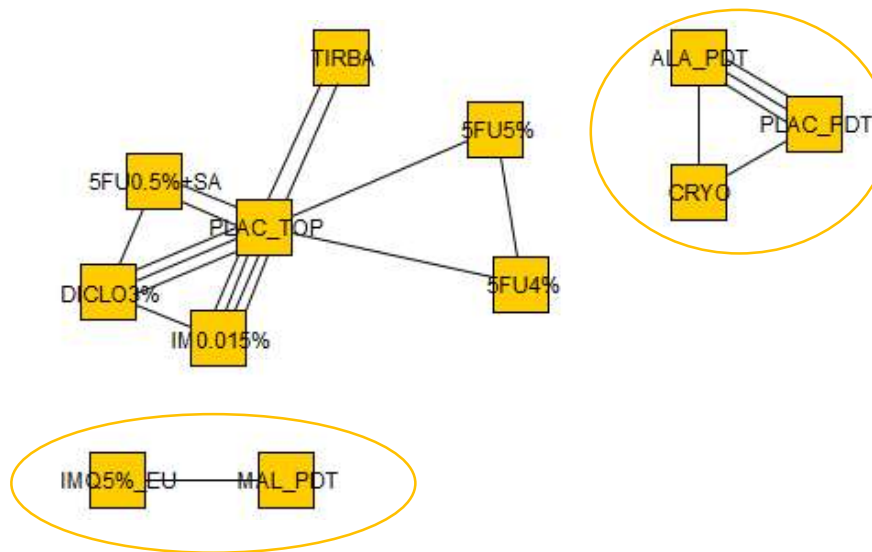 TIRBA
ALA_PDT
PLAC_PDT
5FU5%
5FU0.5%+SA
CRYO
PLAC_TOP
5FU4%
DICLO3%
IM0.015%
IMQ5%_EU
MAL_PDT